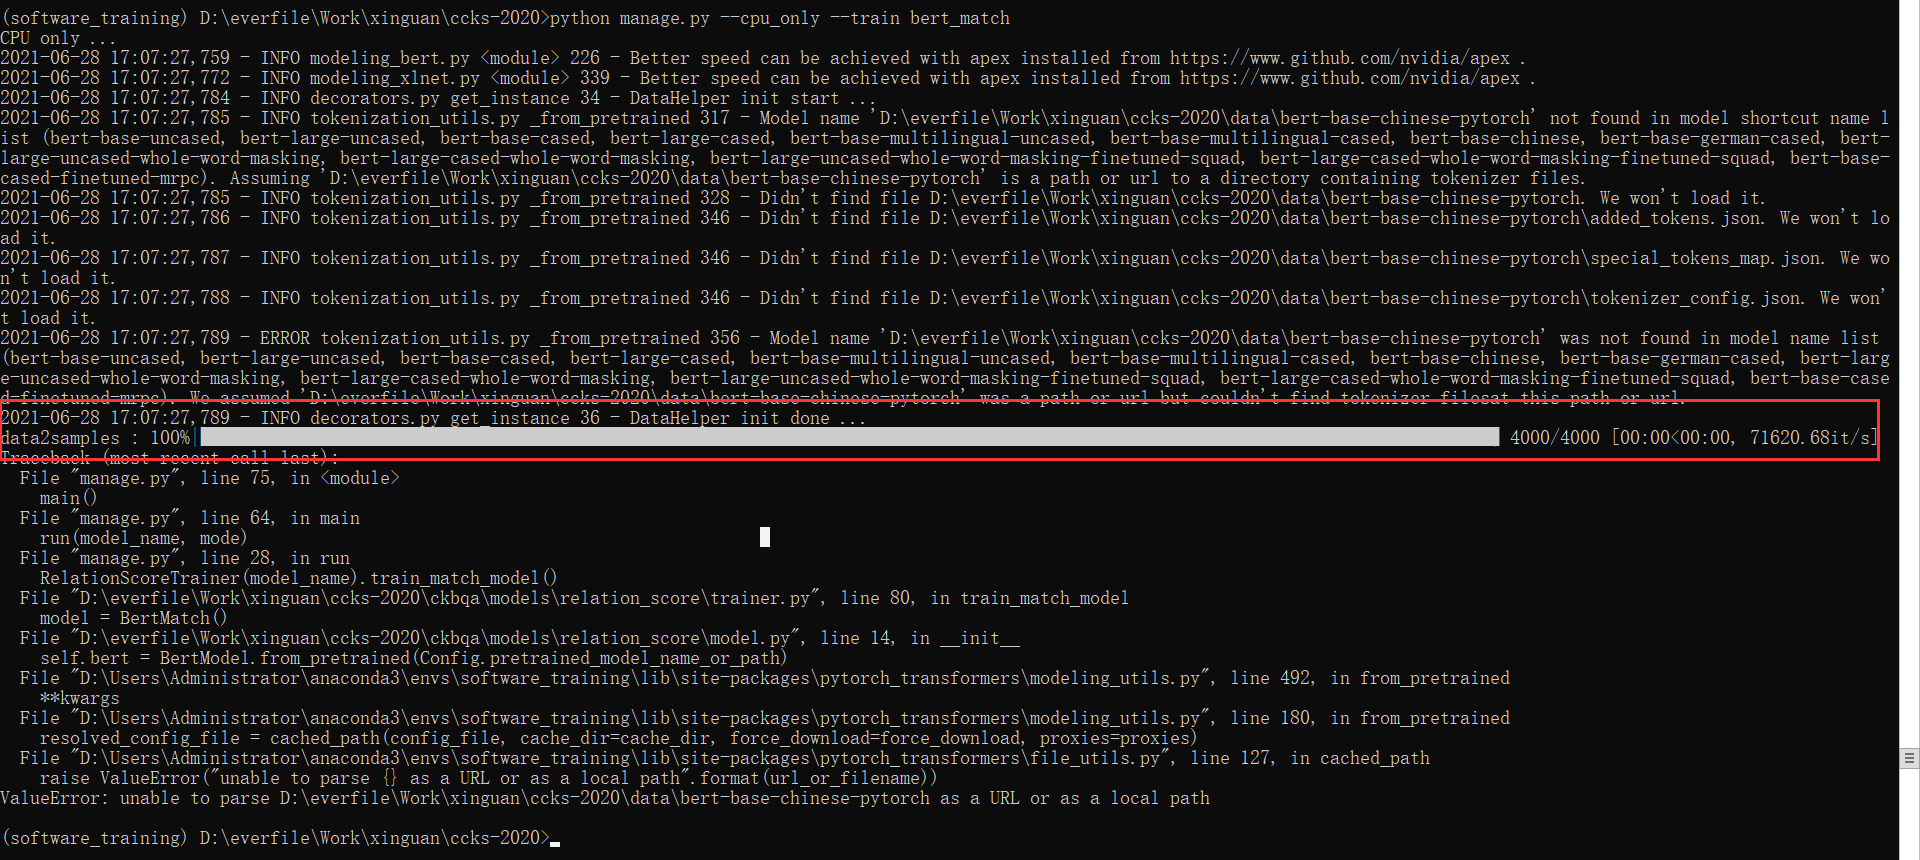 (software_training) D:\everfile\Work\xinguan\ccks-2020>python manage.py --cpu_only --train bert_match
CPU only ...
2021-06-28 17:07:27,759 - INFO modeling_bert.py <module> 226 - Better speed can be achieved with apex installed from https://www.github.com/nvidia/apex .
2021-06-28 17:07:27,772 - INFO modeling_xlnet.py <module> 339 - Better speed can be achieved with apex installed from https://www.github.com/nvidia/apex .
2021-06-28 17:07:27,784 - INFO decorators.py get_instance 34 - DataHelper init start ...
2021-06-28 17:07:27,785 - INFO tokenization_utils.py _from_pretrained 317 - Model name 'D:\everfile\Work\xinguan\ccks-2020\data\bert-base-chinese-pytorch' not found in model shortcut name l
ist (bert-base-uncased, bert-large-uncased, bert-base-cased, bert-large-cased, bert-base-multilingual-uncased, bert-base-multilingual-cased, bert-base-chinese, bert-base-german-cased, bert-
large-uncased-whole-word-masking, bert-large-cased-whole-word-masking, bert-large-uncased-whole-word-masking-finetuned-squad, bert-large-cased-whole-word-masking-finetuned-squad, bert-base-
cased-finetuned-mrpc). Assuming 'D:\everfile\Work\xinguan\ccks-2020\data\bert-base-chinese-pytorch' is a path or url to a directory containing tokenizer files.
2021-06-28 17:07:27,785 - INFO tokenization_utils.py _from_pretrained 328 - Didn't find file D:\everfile\Work\xinguan\ccks-2020\data\bert-base-chinese-pytorch. We won't load it.
2021-06-28 17:07:27,786 - INFO tokenization_utils.py _from_pretrained 346 - Didn't find file D:\everfile\Work\xinguan\ccks-2020\data\bert-base-chinese-pytorch\added_tokens.json. We won't lo
ad it.
2021-06-28 17:07:27,787 - INFO tokenization_utils.py _from_pretrained 346 - Didn't find file D:\everfile\Work\xinguan\ccks-2020\data\bert-base-chinese-pytorch\special_tokens_map.json. We wo
n't load it.
2021-06-28 17:07:27,788 - INFO tokenization_utils.py _from_pretrained 346 - Didn't find file D:\everfile\Work\xinguan\ccks-2020\data\bert-base-chinese-pytorch\tokenizer_config.json. We won'
t load it.
2021-06-28 17:07:27,789 - ERROR tokenization_utils.py _from_pretrained 356 - Model name 'D:\everfile\Work\xinguan\ccks-2020\data\bert-base-chinese-pytorch' was not found in model name list
(bert-base-uncased, bert-large-uncased, bert-base-cased, bert-large-cased, bert-base-multilingual-uncased, bert-base-multilingual-cased, bert-base-chinese, bert-base-german-cased, bert-larg
e-uncased-whole-word-masking, bert-large-cased-whole-word-masking, bert-large-uncased-whole-word-masking-finetuned-squad, bert-large-cased-whole-word-masking-finetuned-squad, bert-base-case
d-finetuned-mrpc). We assumed 'D:\everfile\Work\xinguan\ccks-2020\data\bert-base-chinese-pytorch' was a path or url but couldn't find tokenizer filesat this path or url.
2021-06-28 17:07:27,789 - INFO decorators.py get_instance 36 - DataHelper init done ...
data2samples : 100%| 4000/4000 [00:00<00:00, 71620.68it/s]
Traceback (most recent call last):
  File "manage.py", line 75, in <module>
    main()
  File "manage.py", line 64, in main
    run(model_name, mode)
  File "manage.py", line 28, in run
    RelationScoreTrainer(model_name).train_match_model()
  File "D:\everfile\Work\xinguan\ccks-2020\ckbqa\models\relation_score\trainer.py", line 80, in train_match_model
    model = BertMatch()
  File "D:\everfile\Work\xinguan\ccks-2020\ckbqa\models\relation_score\model.py", line 14, in __init__
    self.bert = BertModel.from_pretrained(Config.pretrained_model_name_or_path)
  File "D:\Users\Administrator\anaconda3\envs\software_training\lib\site-packages\pytorch_transformers\modeling_utils.py", line 492, in from_pretrained
    **kwargs
  File "D:\Users\Administrator\anaconda3\envs\software_training\lib\site-packages\pytorch_transformers\modeling_utils.py", line 180, in from_pretrained
    resolved_config_file = cached_path(config_file, cache_dir=cache_dir, force_download=force_download, proxies=proxies)
  File "D:\Users\Administrator\anaconda3\envs\software_training\lib\site-packages\pytorch_transformers\file_utils.py", line 127, in cached_path
    raise ValueError("unable to parse {} as a URL or as a local path".format(url_or_filename))
ValueError: unable to parse D:\everfile\Work\xinguan\ccks-2020\data\bert-base-chinese-pytorch as a URL or as a local path
(software_training) D:\everfile\Work\xinguan\ccks-2020>